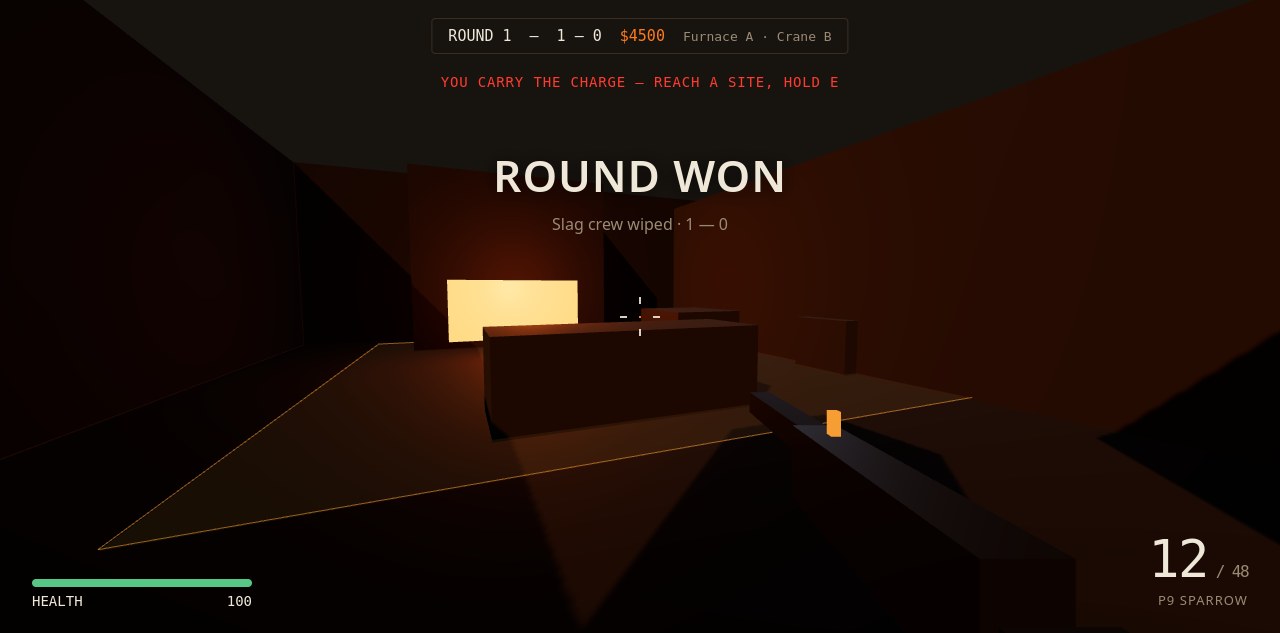 ROUND 1 — 1 — 0 $4500 Furnace A · Crane B
YOU CARRY THE CHARGE — REACH A SITE, HOLD E
ROUND WON
Slag crew wiped · 1 — 0
HEALTH 100
12 / 48
P9 SPARROW